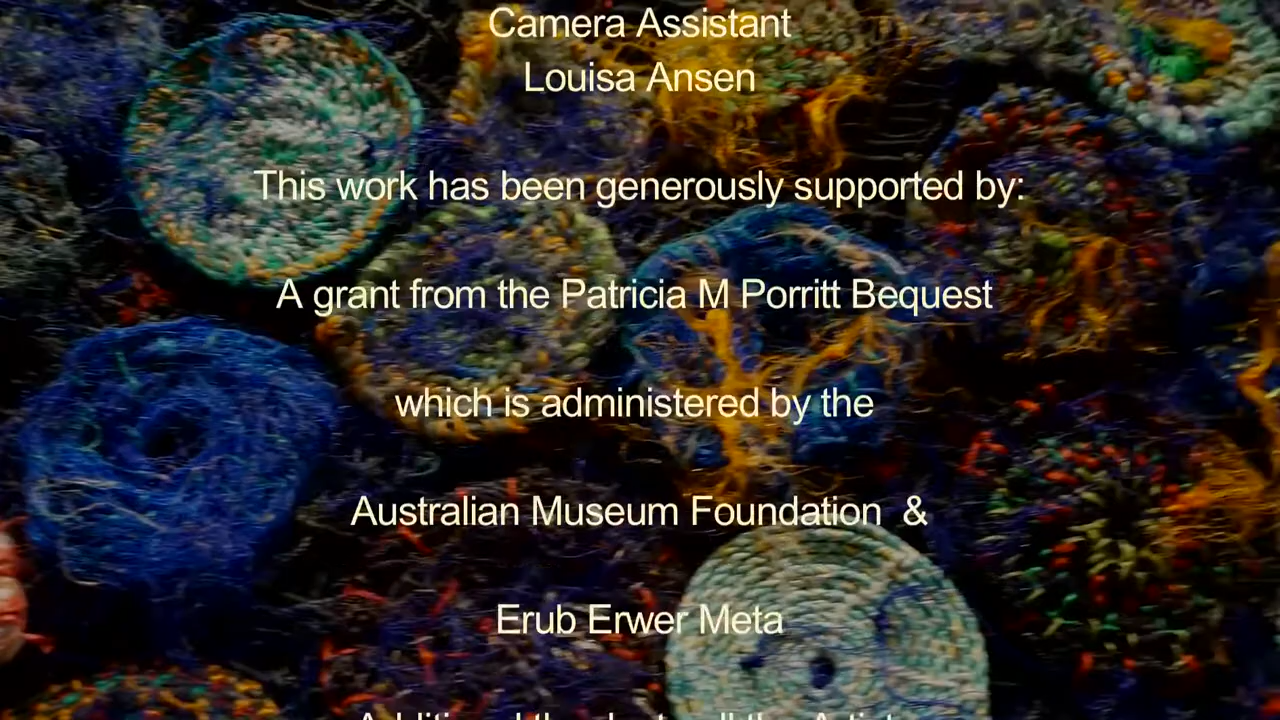 Camera Assistant
Louisa Ansen
This work has been generously supported by:
A grant from the Patricia M Porritt Bequest
which is administered by the
Australian Museum Foundation &
Erub Erwer Meta